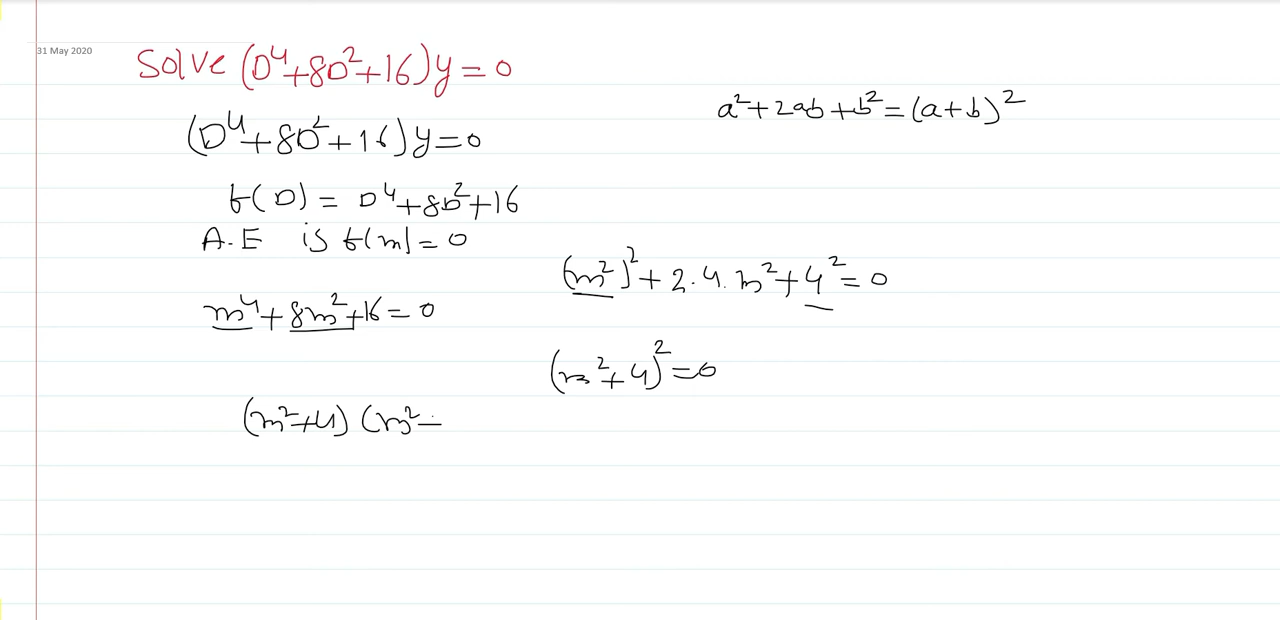 31 May 2020
Solve (D⁴+8D²+16)y=0
(D⁴+8D²+16)y=0
a²+2ab+b²=(a+b)²
f(D) = D⁴+8D²+16
A.E is f(m)=0
(m²)²+2.4.m²+4²=0
m⁴+8m²+16=0
(m²+4)²=0
(m²+4) (m²-